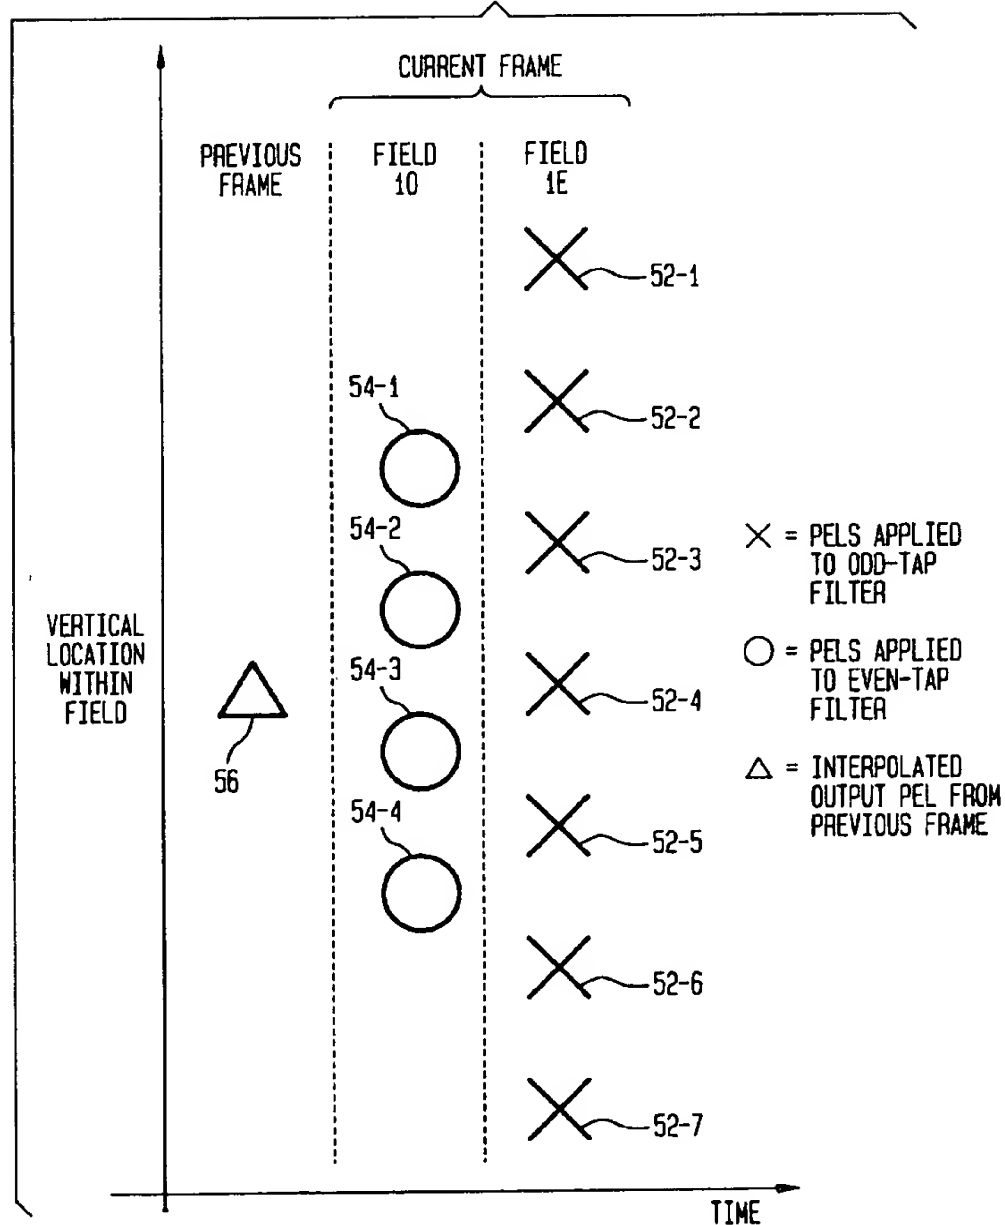 CURRENT FRAME
PREVIOUS
FRAME
FIELD
10
FIELD
1E
52-1
54-1
52-2
54-2
52-3
54-3
52-4
56
54-4
52-5
52-6
52-7
VERTICAL
LOCATION
WITHIN
FIELD
X = PELS APPLIED
TO ODD-TAP
FILTER
○ = PELS APPLIED
TO EVEN-TAP
FILTER
△ = INTERPOLATED
OUTPUT PEL FROM
PREVIOUS FRAME
TIME